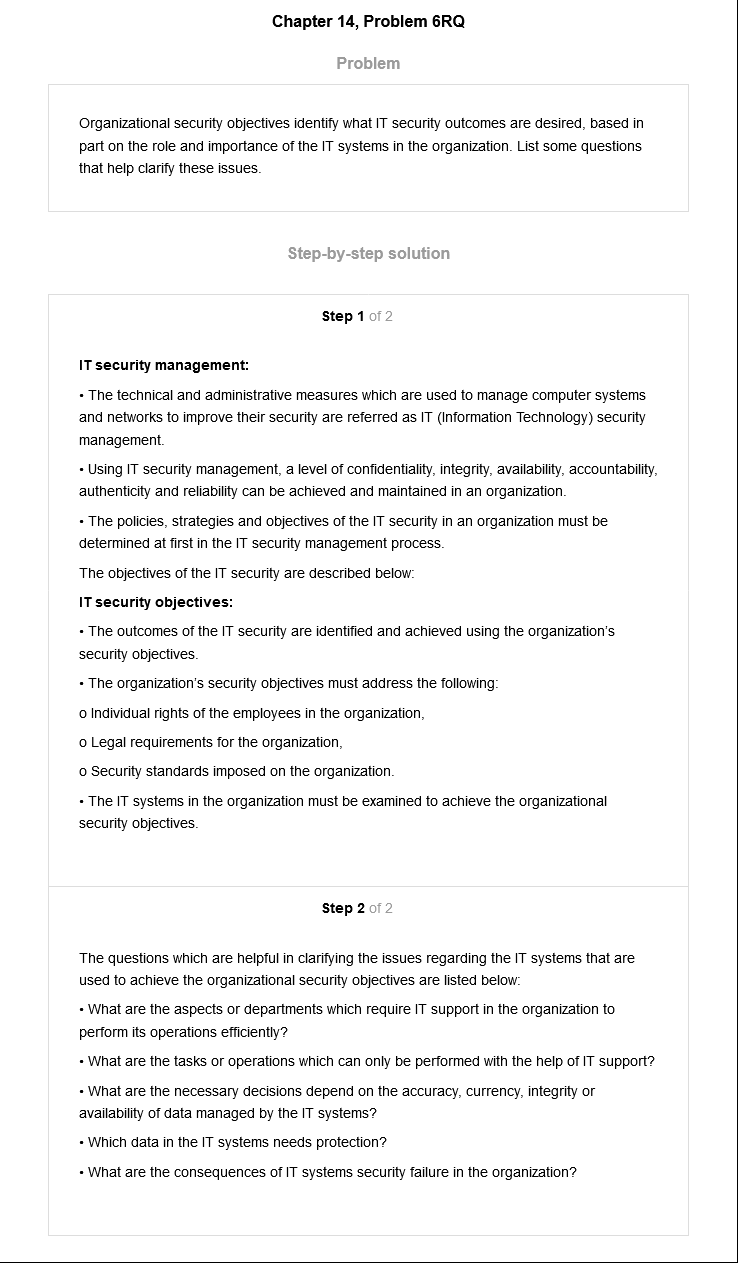 Chapter 14, Problem 6RQ
Problem
Organizational security objectives identify what IT security outcomes are desired, based in
part on the role and importance of the IT systems in the organization. List some questions
that help clarify these issues.
Step-by-step solution
Step 1 of 2
IT security management:
• The technical and administrative measures which are used to manage computer systems
and networks to improve their security are referred as IT (Information Technology) security
management.
• Using IT security management, a level of confidentiality, integrity, availability, accountability,
authenticity and reliability can be achieved and maintained in an organization.
• The policies, strategies and objectives of the IT security in an organization must be
determined at first in the IT security management process.
The objectives of the IT security are described below:
IT security objectives:
• The outcomes of the IT security are identified and achieved using the organization’s
security objectives.
• The organization’s security objectives must address the following:
o Individual rights of the employees in the organization,
o Legal requirements for the organization,
o Security standards imposed on the organization.
• The IT systems in the organization must be examined to achieve the organizational
security objectives.
Step 2 of 2
The questions which are helpful in clarifying the issues regarding the IT systems that are
used to achieve the organizational security objectives are listed below:
• What are the aspects or departments which require IT support in the organization to
perform its operations efficiently?
• What are the tasks or operations which can only be performed with the help of IT support?
• What are the necessary decisions depend on the accuracy, currency, integrity or
availability of data managed by the IT systems?
• Which data in the IT systems needs protection?
• What are the consequences of IT systems security failure in the organization?